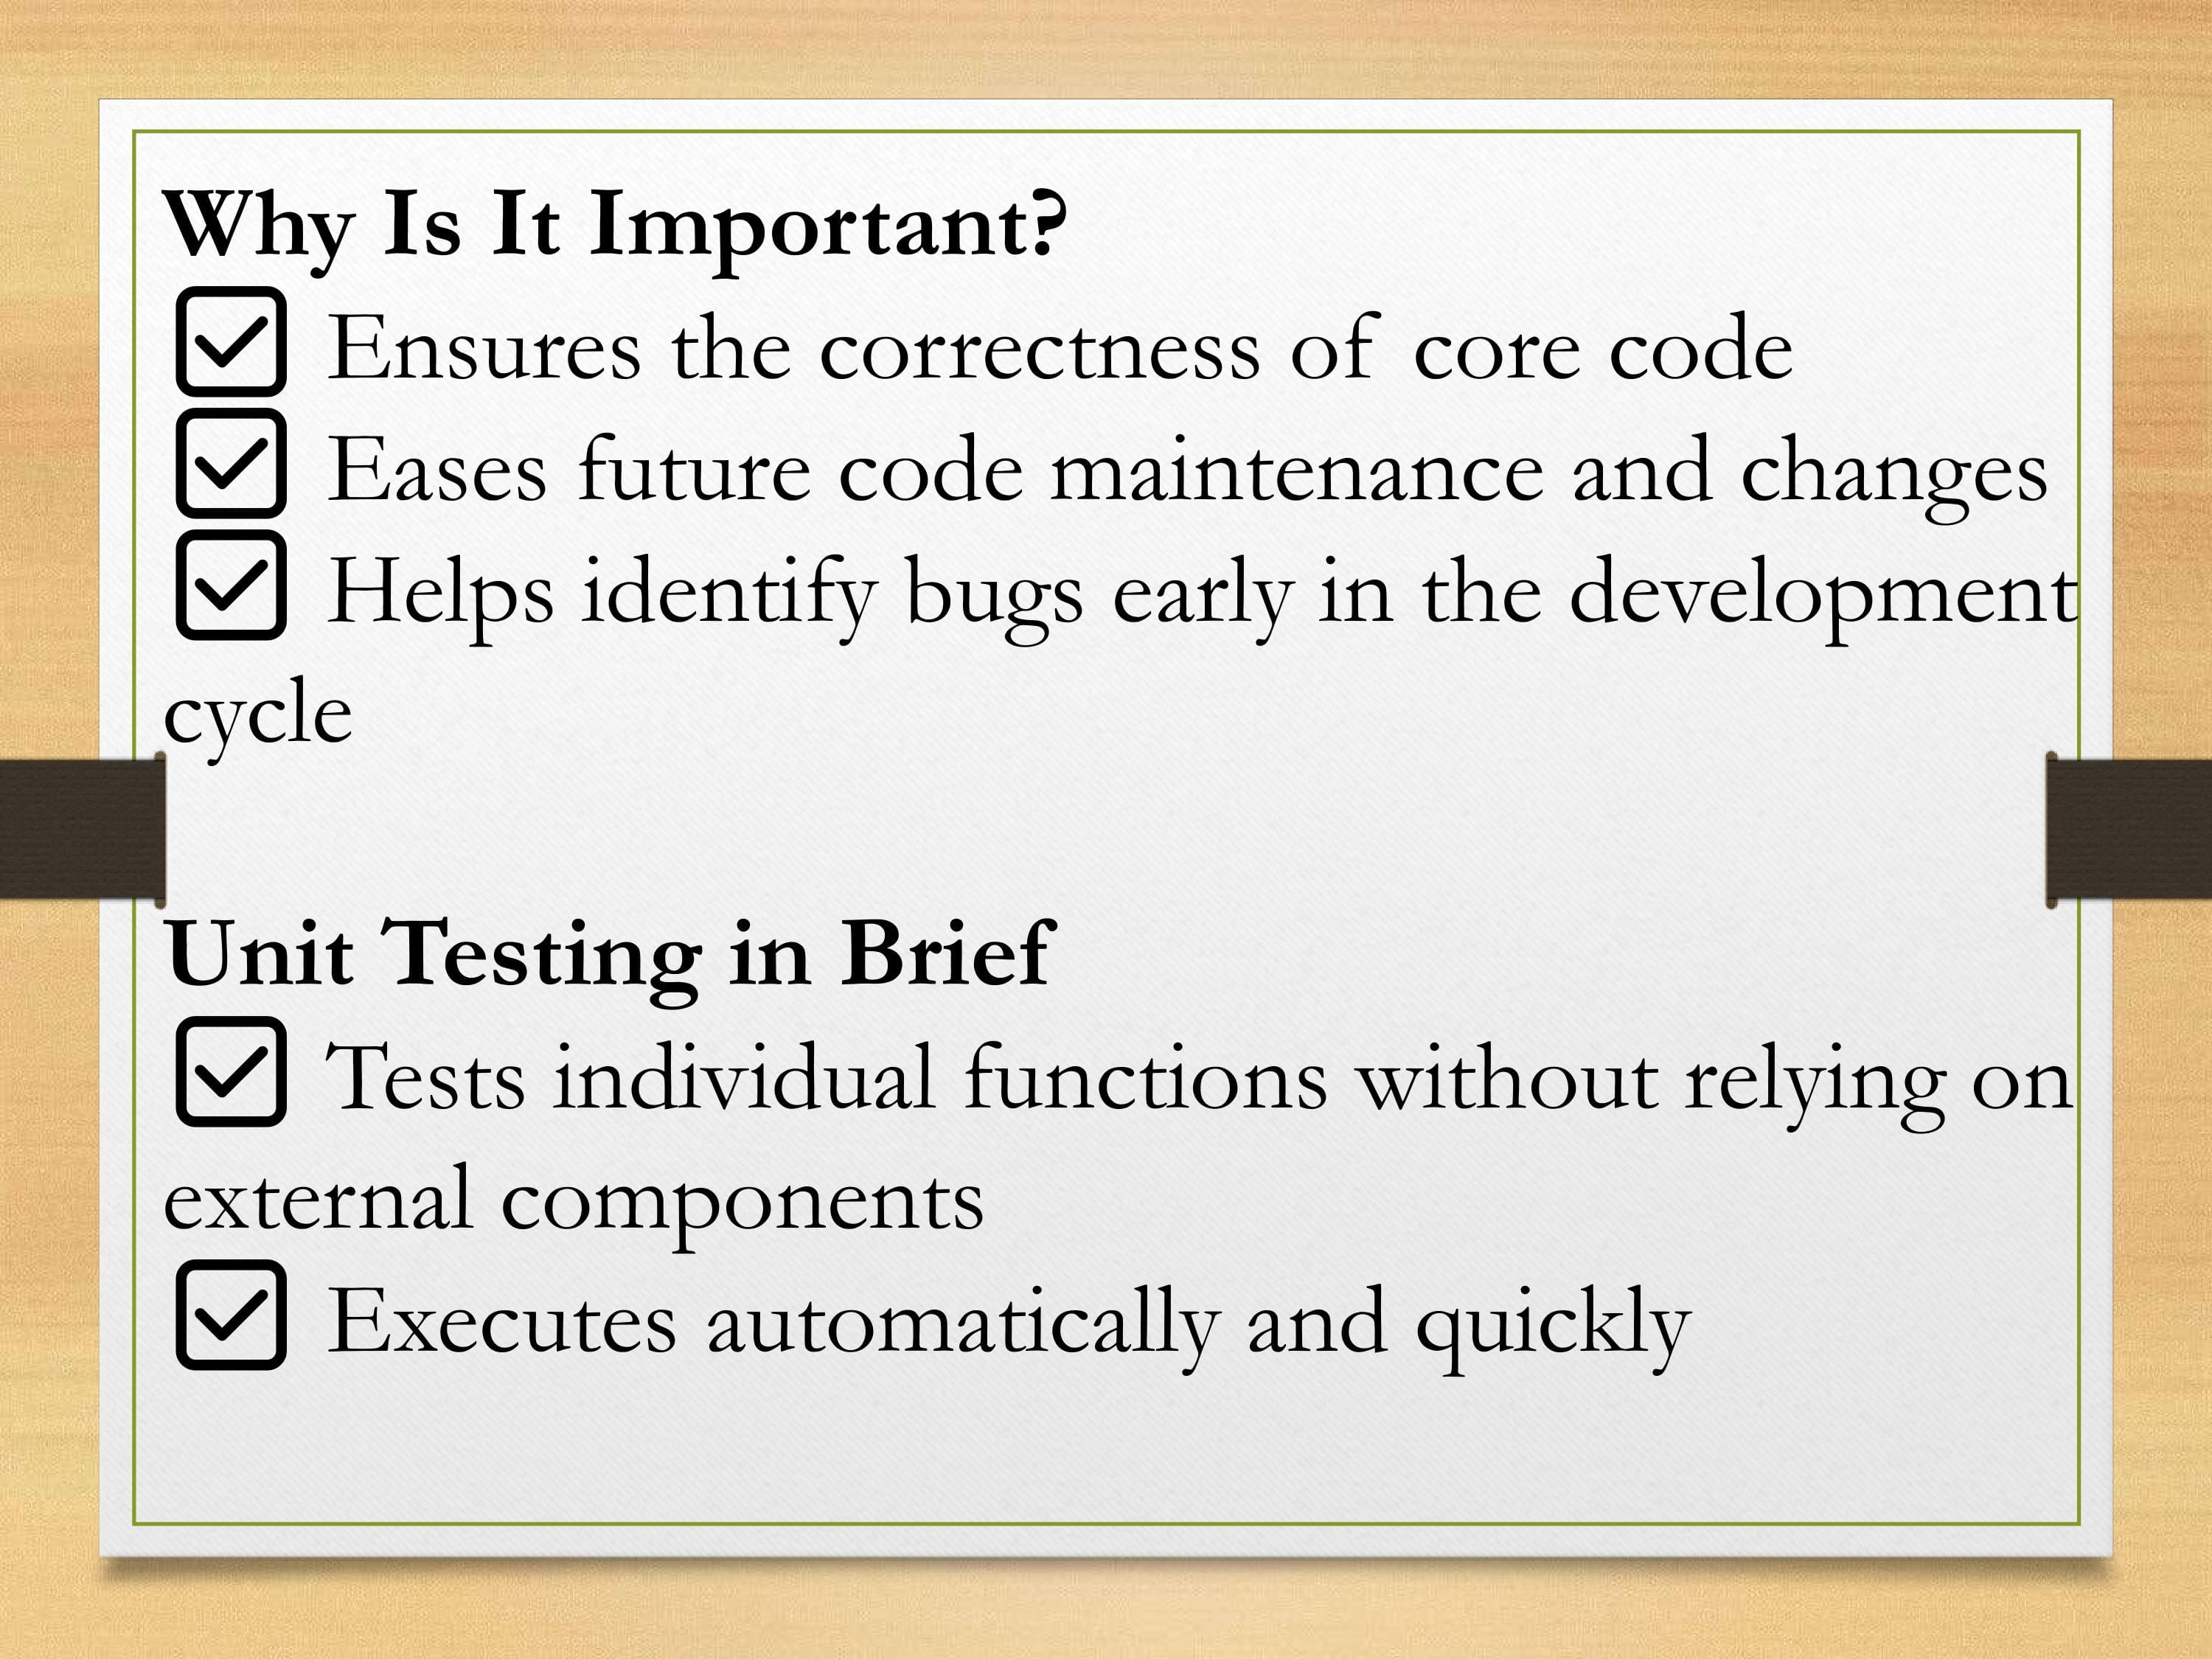 Why Is It Important?
☑ Ensures the correctness of core code
☑ Eases future code maintenance and changes
☑ Helps identify bugs early in the development
cycle
Unit Testing in Brief
☑ Tests individual functions without relying on
external components
☑ Executes automatically and quickly